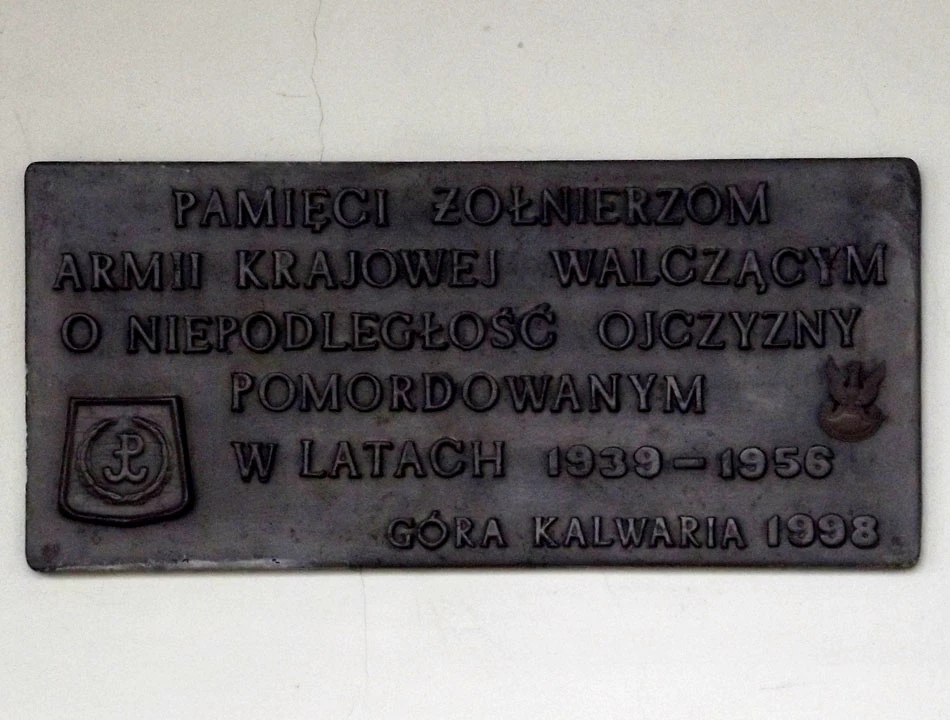 PAMIĘCI ŻOŁNIERZOM
ARMII KRAJOWEJ WALCZĄCYM
O NIEPODLEGŁOŚĆ OJCZYZNY
POMORDOWANYM
W LATACH 1939-1956
GÓRA KALWARIA 1998